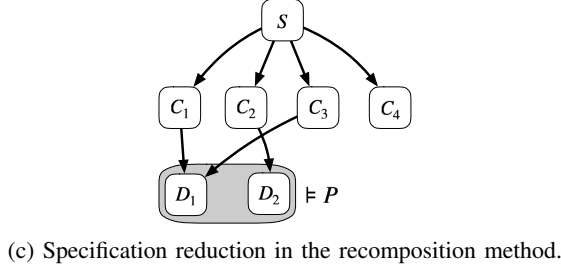 S
C₁ C₂ C₃ C₄
D₁ D₂ ⊨ P
(c) Specification reduction in the recomposition method.